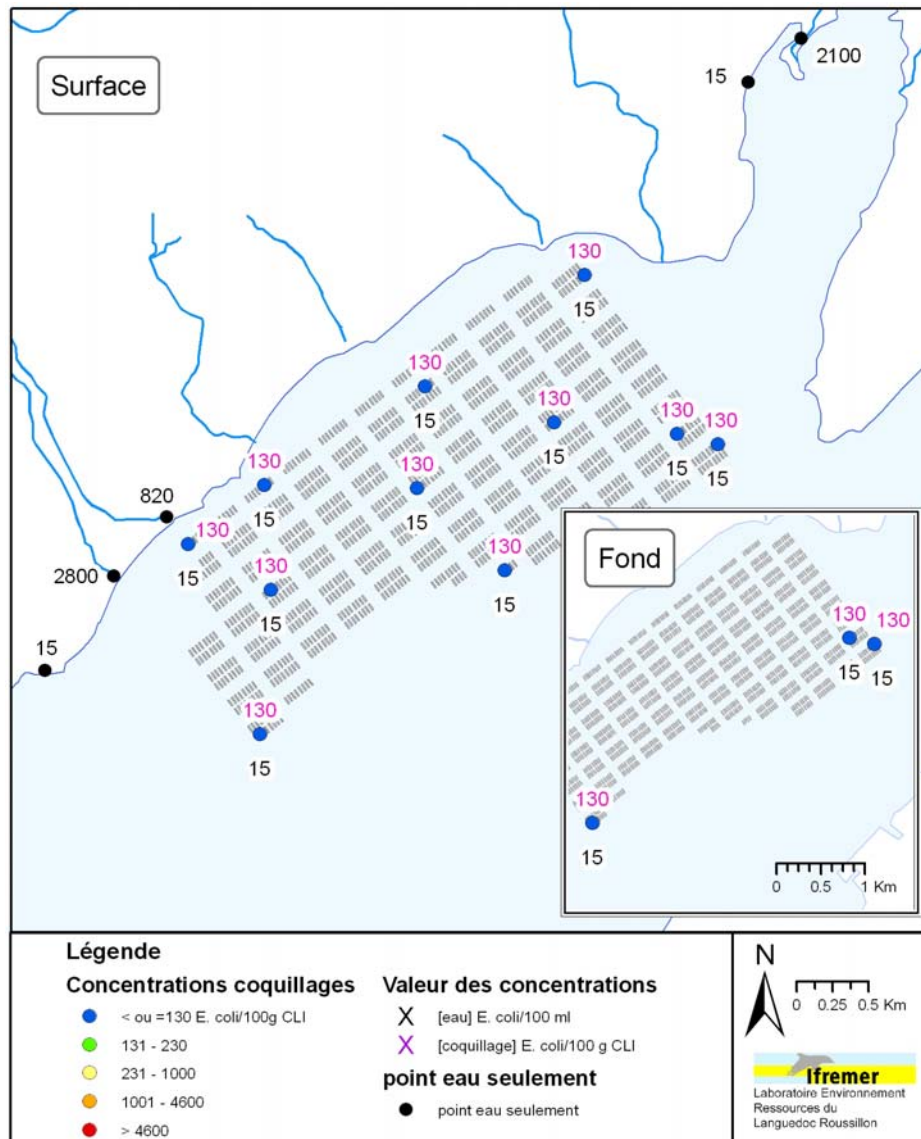 Surface
2100
15
130
15
130
15
130
15
130
130
15
15
130
15
130
15
820
130
15
2800
130
15
130
15
15
130
15
Fond
130
130
15
15
130
15
0 0.5 1 Km
Légende
Concentrations coquillages
< ou =130 E. coli/100g CLI
131 - 230
231 - 1000
1001 - 4600
> 4600
Valeur des concentrations
X [eau] E. coli/100 ml
X [coquillage] E. coli/100 g CLI
point eau seulement
point eau seulement
N
0 0.25 0.5 Km
Ifremer
Laboratoire Environnement
Ressources du
Languedoc Roussillon